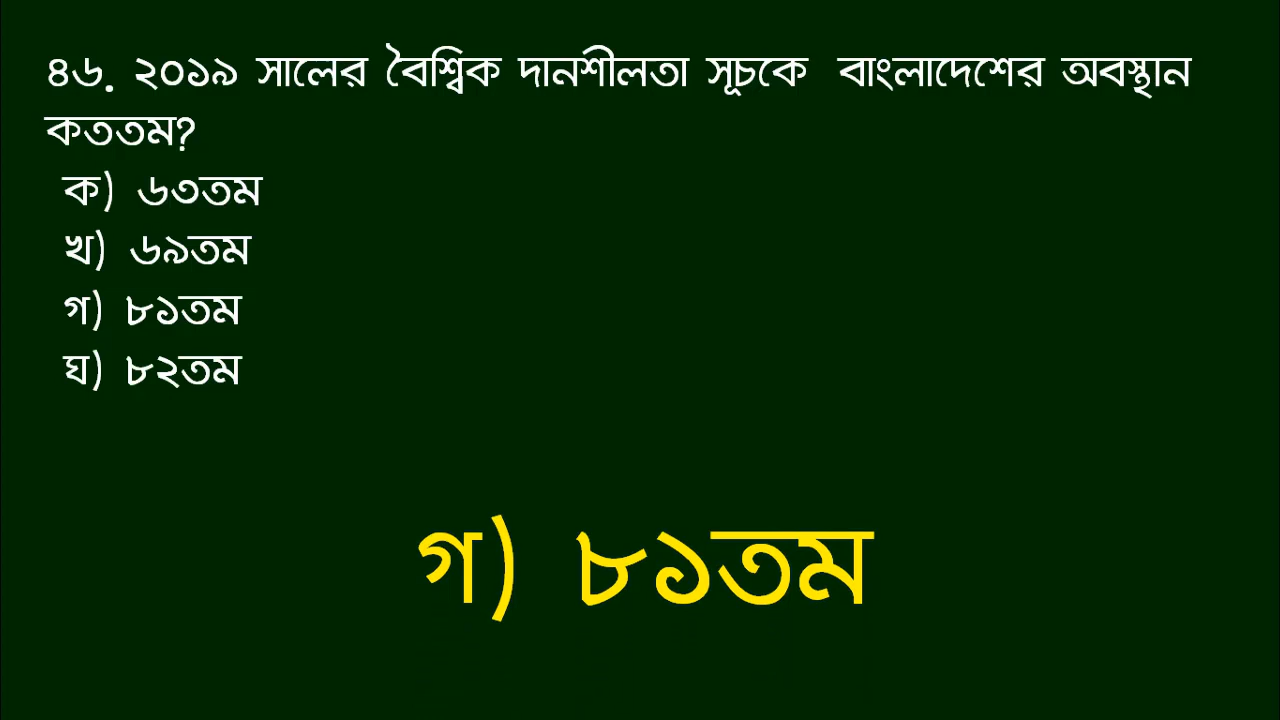 ৪৬. ২০১৯ সালের বৈশ্বিক দানশীলতা সূচকে বাংলাদেশের অবস্থান
কততম?
ক) ৬৩তম
খ) ৬৯তম
গ) ৮১তম
ঘ) ৮২তম
গ) ৮১তম